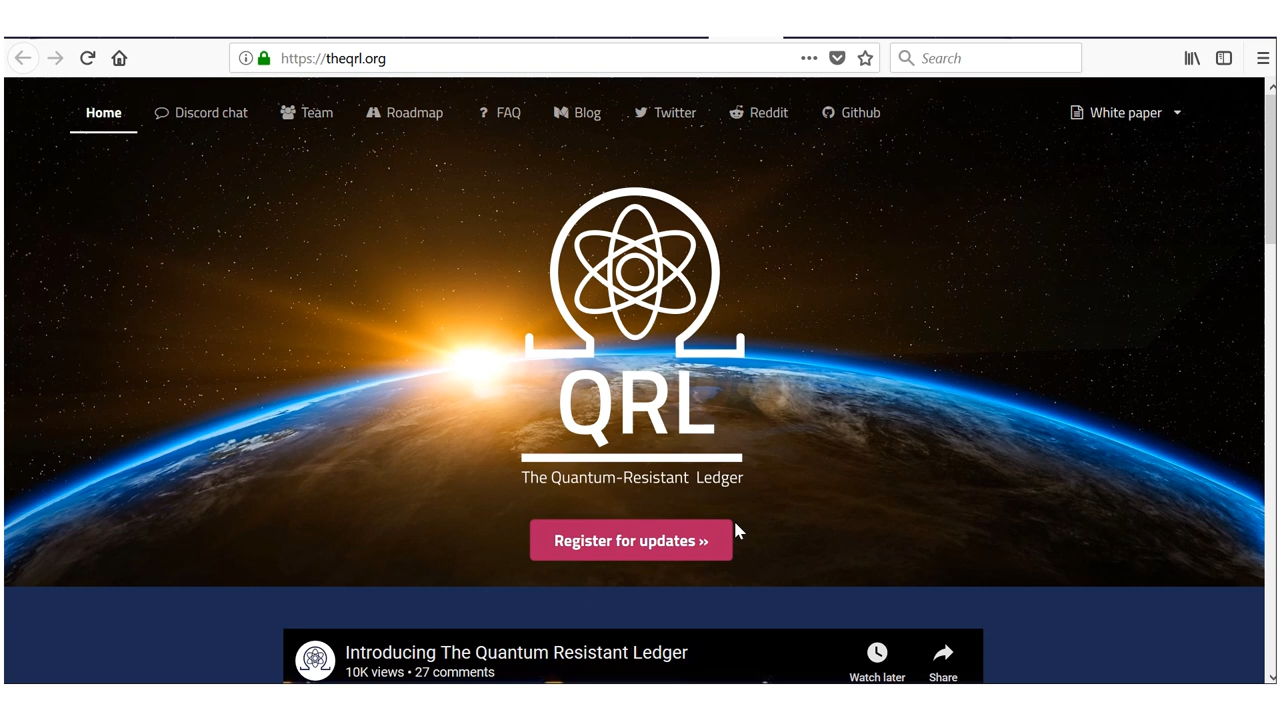 https://theqrl.org
Search
Home Discord chat Team Roadmap ? FAQ Blog Twitter Reddit Github White paper
QRL
The Quantum-Resistant Ledger
Register for updates »
Introducing The Quantum Resistant Ledger
10K views • 27 comments
Watch later Share